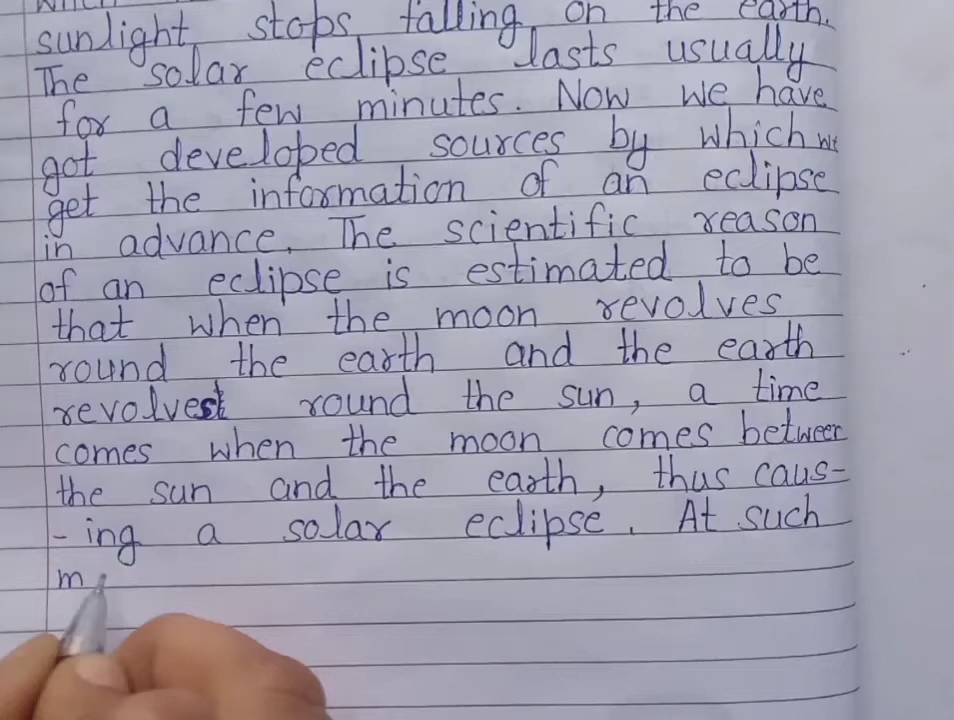 which
sunlight stops falling on the earth.
The solar eclipse lasts usually
for a few minutes. Now we have
got developed sources by which we
get the information of an eclipse
in advance. The scientific reason
of an eclipse is estimated to be
that when the moon revolves
round the earth and the earth
revolves round the sun, a time
comes when the moon comes between
the sun and the earth, thus caus-
-ing a solar eclipse. At such
m